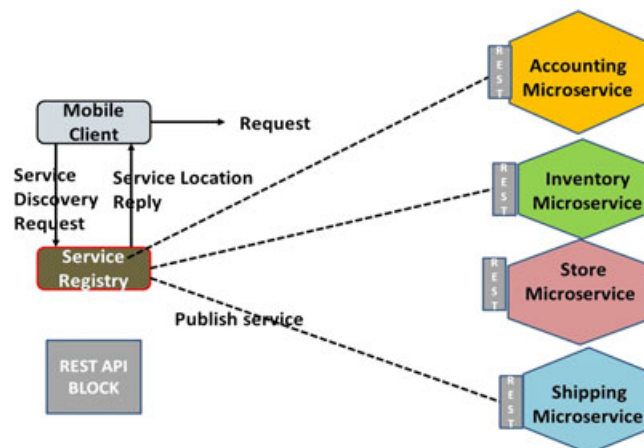 Mobile
Client
Request
Service
Discovery
Request
Service Location
Reply
Service
Registry
Publish service
REST API
BLOCK
REST
Accounting
Microservice
REST
Inventory
Microservice
REST
Store
Microservice
REST
Shipping
Microservice